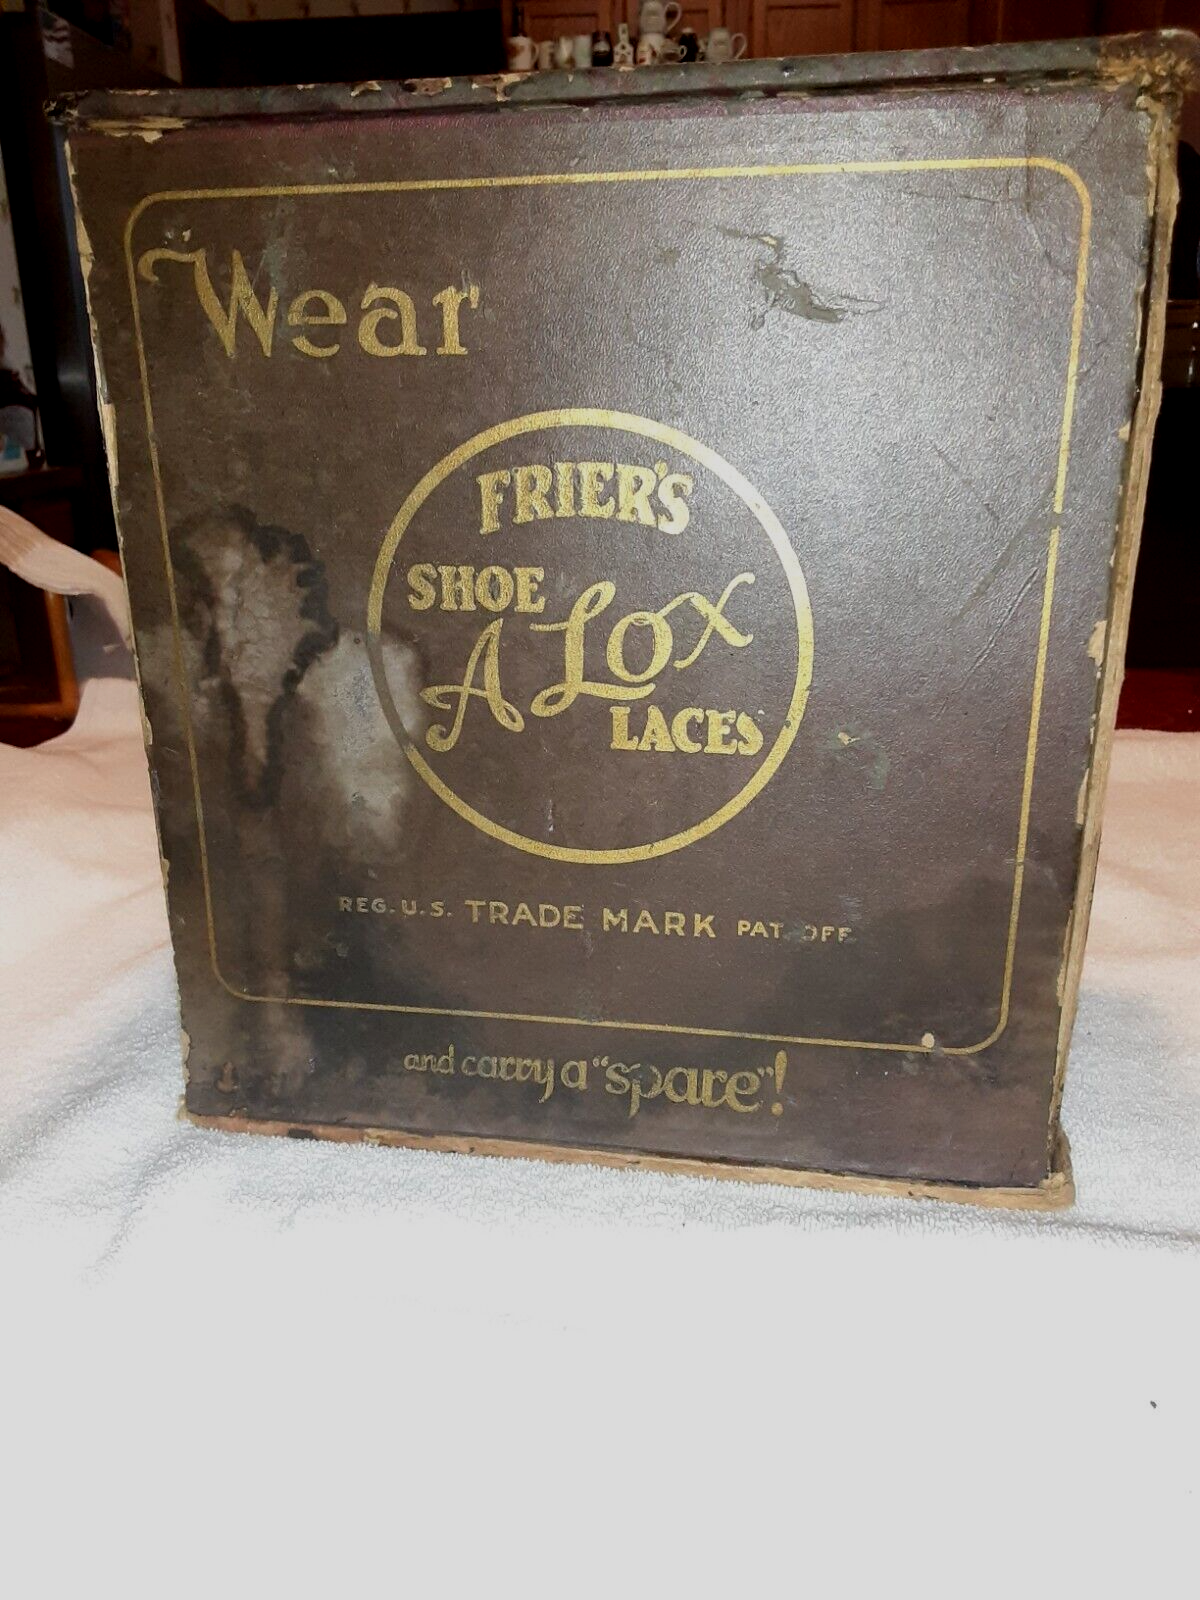 Wear
FRIER'S
SHOE
A Lox
LACES
REG. U.S. TRADE MARK PAT. OFF.
and carry a "spare"!